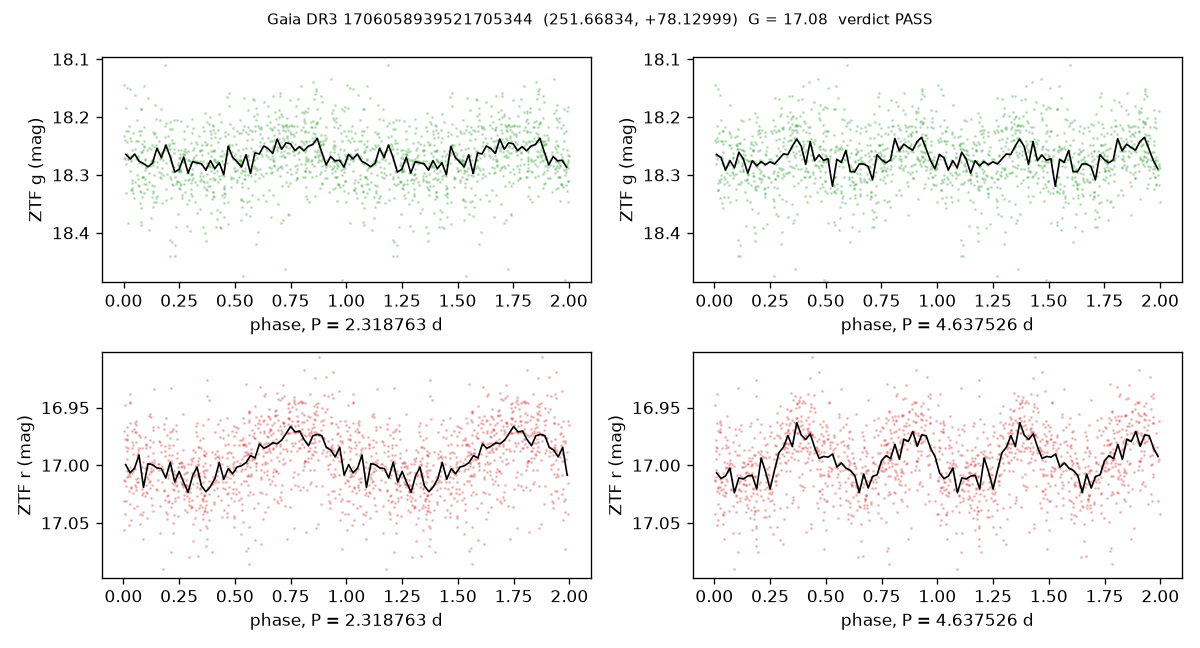 Gaia DR3 1706058939521705344  (251.66834, +78.12999)  G = 17.08  verdict PASS
ZTF g (mag)
18.1
18.2
18.3
18.4
0.00 0.25 0.50 0.75 1.00 1.25 1.50 1.75 2.00
phase, P = 2.318763 d
ZTF g (mag)
18.1
18.2
18.3
18.4
0.00 0.25 0.50 0.75 1.00 1.25 1.50 1.75 2.00
phase, P = 4.637526 d
ZTF r (mag)
16.95
17.00
17.05
0.00 0.25 0.50 0.75 1.00 1.25 1.50 1.75 2.00
phase, P = 2.318763 d
ZTF r (mag)
16.95
17.00
17.05
0.00 0.25 0.50 0.75 1.00 1.25 1.50 1.75 2.00
phase, P = 4.637526 d